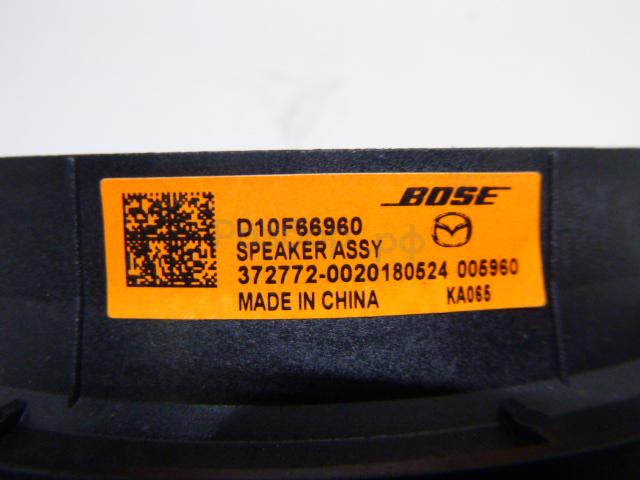 BOSE
D10F66960
SPEAKER ASSY
372772-0020180524 005960
MADE IN CHINA KA065